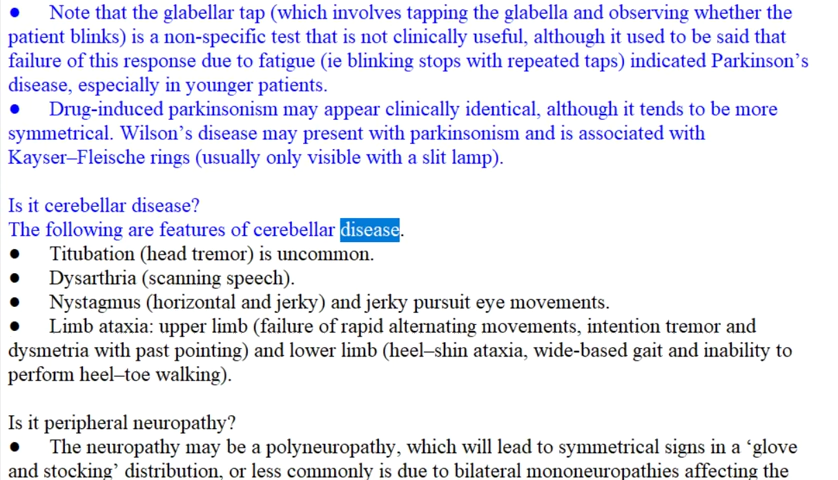 ● Note that the glabellar tap (which involves tapping the glabella and observing whether the
patient blinks) is a non-specific test that is not clinically useful, although it used to be said that
failure of this response due to fatigue (ie blinking stops with repeated taps) indicated Parkinson’s
disease, especially in younger patients.
● Drug-induced parkinsonism may appear clinically identical, although it tends to be more
symmetrical. Wilson’s disease may present with parkinsonism and is associated with
Kayser–Fleische rings (usually only visible with a slit lamp).
Is it cerebellar disease?
The following are features of cerebellar disease.
● Titubation (head tremor) is uncommon.
● Dysarthria (scanning speech).
● Nystagmus (horizontal and jerky) and jerky pursuit eye movements.
● Limb ataxia: upper limb (failure of rapid alternating movements, intention tremor and
dysmetria with past pointing) and lower limb (heel–shin ataxia, wide-based gait and inability to
perform heel–toe walking).
Is it peripheral neuropathy?
● The neuropathy may be a polyneuropathy, which will lead to symmetrical signs in a ‘glove
and stocking’ distribution, or less commonly is due to bilateral mononeuropathies affecting the